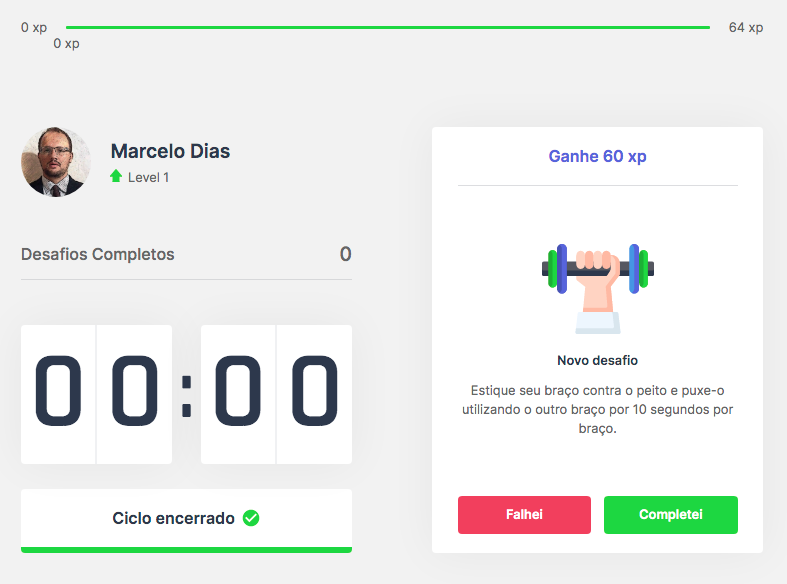 0 xp
64 xp
0 xp
Marcelo Dias
Level 1
Desafios Completos
0
00:00
Ciclo encerrado
Ganhe 60 xp
Novo desafio
Estique seu braço contra o peito e puxe-o
utilizando o outro braço por 10 segundos por
braço.
Falhei
Completei